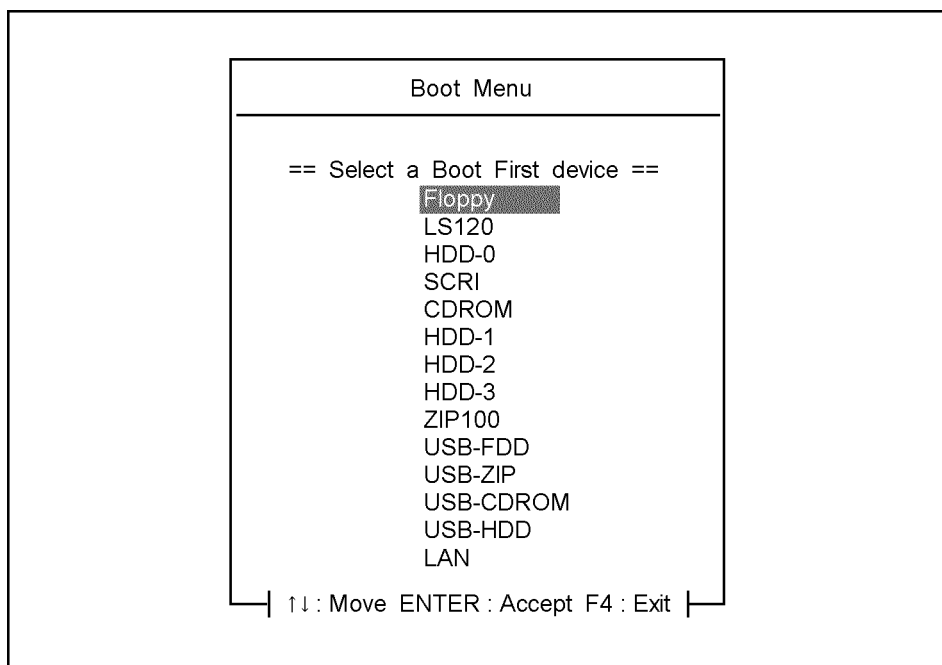 Boot Menu
== Select a Boot First device ==
Floppy
LS120
HDD-0
SCRI
CDROM
HDD-1
HDD-2
HDD-3
ZIP100
USB-FDD
USB-ZIP
USB-CDROM
USB-HDD
LAN
↑↓ : Move ENTER : Accept F4 : Exit